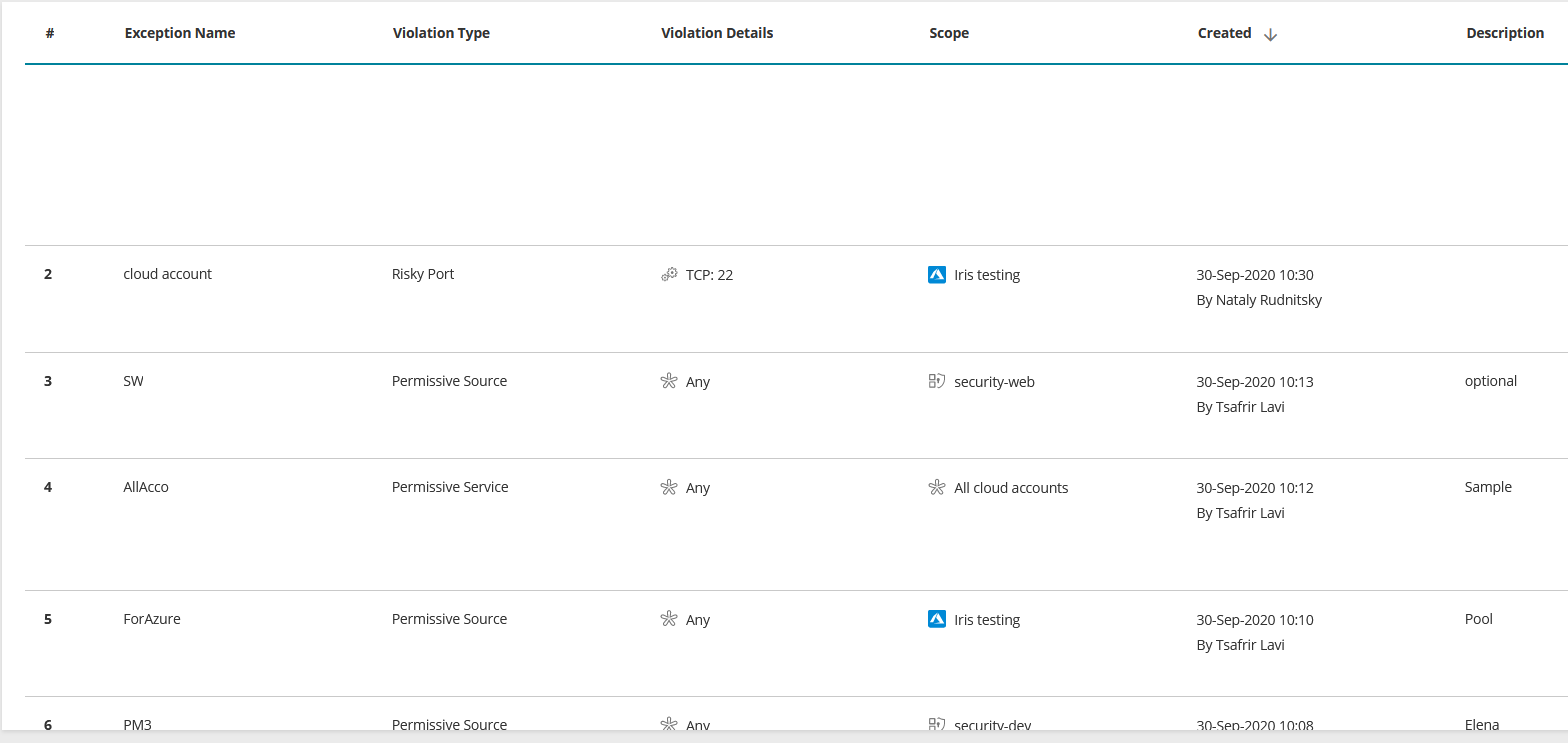 # Exception Name Violation Type Violation Details Scope Created Description
2 cloud account Risky Port TCP: 22 Iris testing 30-Sep-2020 10:30
By Nataly Rudnitsky
3 SW Permissive Source Any security-web 30-Sep-2020 10:13 optional
By Tsafrir Lavi
4 AllAcco Permissive Service Any All cloud accounts 30-Sep-2020 10:12 Sample
By Tsafrir Lavi
5 ForAzure Permissive Source Any Iris testing 30-Sep-2020 10:10 Pool
By Tsafrir Lavi
6 PM3 Permissive Source Any security-dev 30-Sep-2020 10:08 Elena